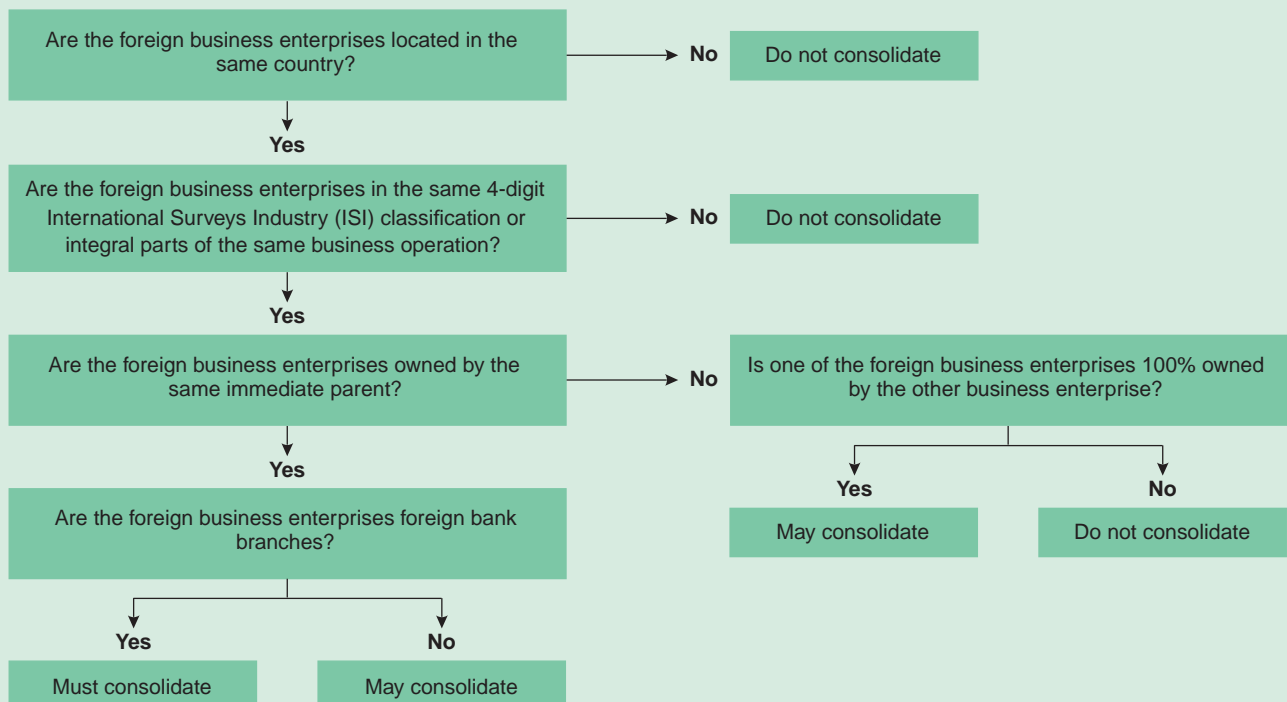 Are the foreign business enterprises located in the
same country?
No
Do not consolidate
Yes
Are the foreign business enterprises in the same 4-digit
International Surveys Industry (ISI) classification or
integral parts of the same business operation?
No
Do not consolidate
Yes
Are the foreign business enterprises owned by the
same immediate parent?
No
Is one of the foreign business enterprises 100% owned
by the other business enterprise?
Yes
No
May consolidate
Do not consolidate
Yes
Are the foreign business enterprises foreign bank
branches?
Yes
No
Must consolidate
May consolidate